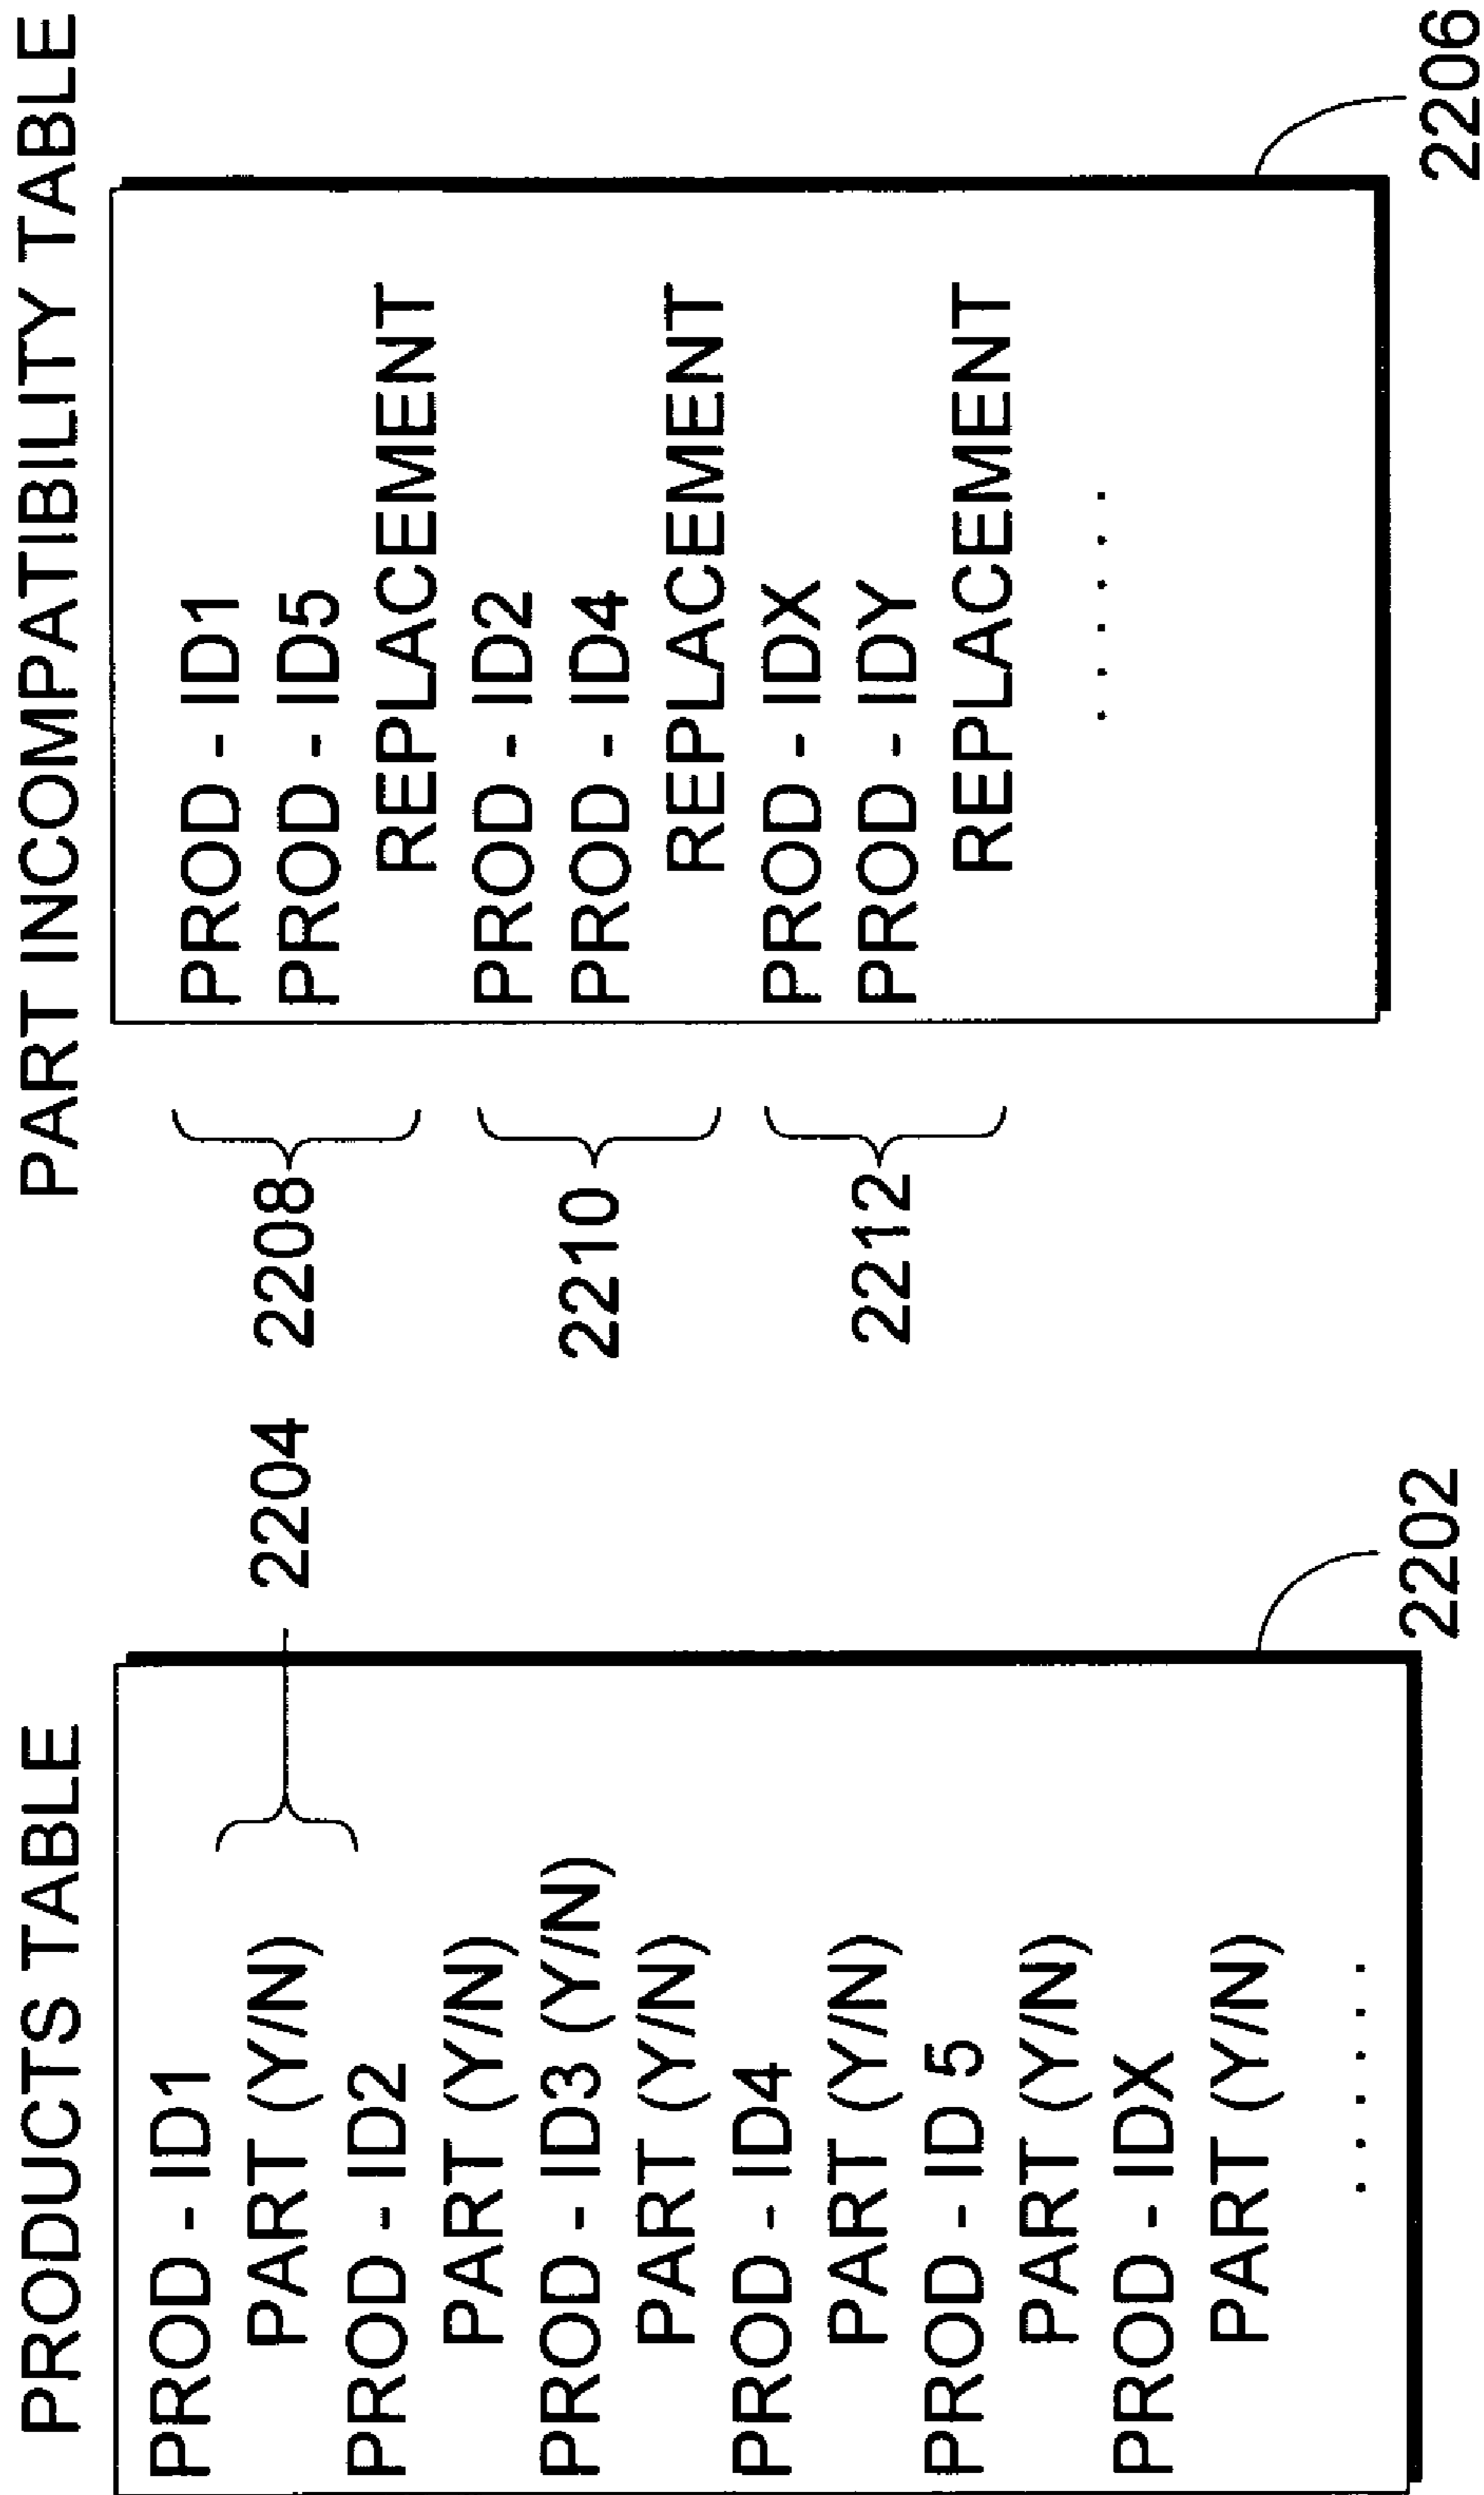 PRODUCTS TABLE
PROD - ID1
PART (Y/N)
PROD - ID2
PART (Y/N)
PROD - ID3 (Y/N)
PART (Y/N)
PROD - ID4
PART (Y/N)
PROD - ID 5
PART (Y/N)
PROD - IDX
PART (Y/N)
. . . . . .
2204
2202
PART INCOMPATIBILITY TABLE
2208
2210
2212
PROD - ID1
PROD - ID5
REPLACEMENT
PROD - ID2
PROD - ID4
REPLACEMENT
PROD - IDX
PROD - IDY
REPLACEMENT
. . . . . .
2206